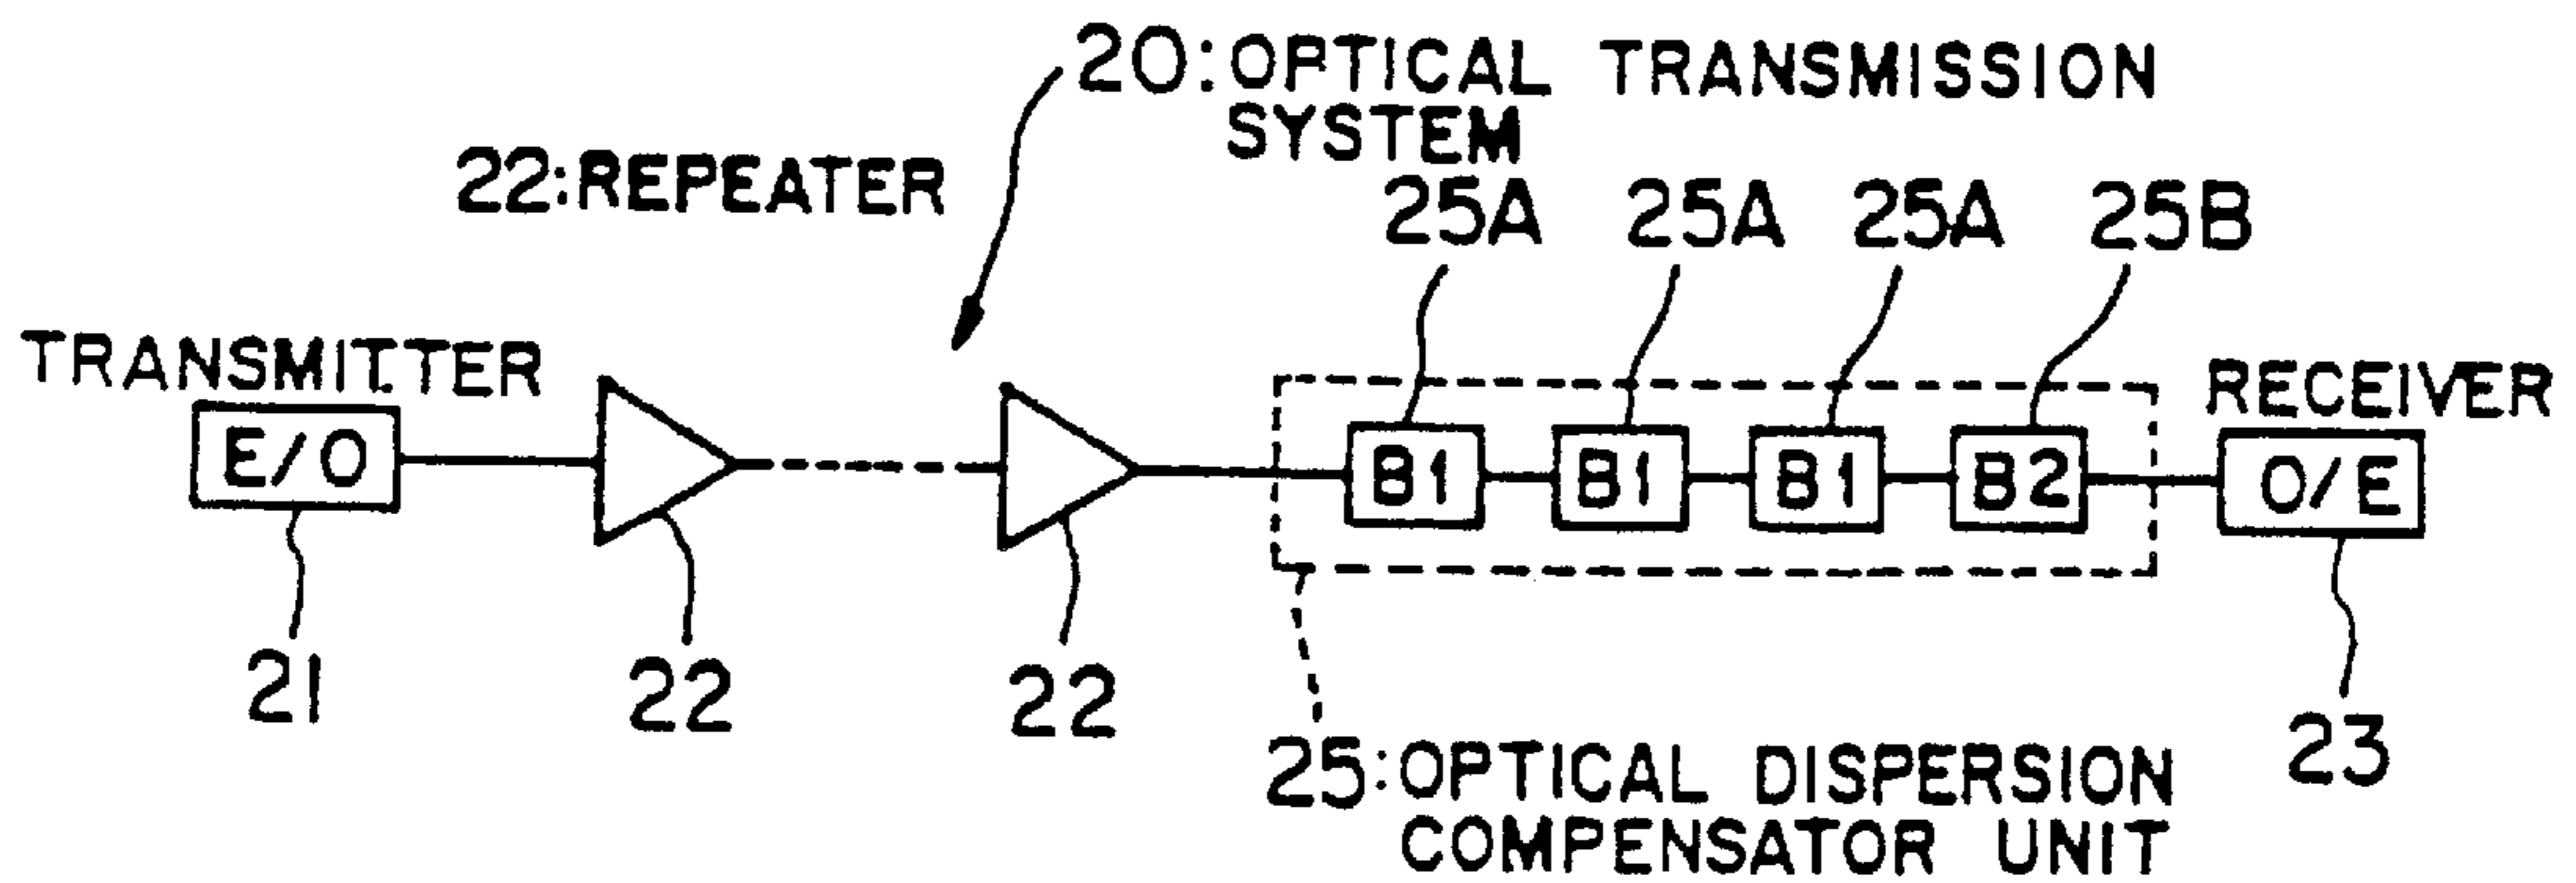 20:OPTICAL TRANSMISSION
SYSTEM
22:REPEATER
25A 25A 25A 25B
TRANSMITTER
RECEIVER
E/O
B1 B1 B1 B2
O/E
21
22
22
23
25:OPTICAL DISPERSION
COMPENSATOR UNIT